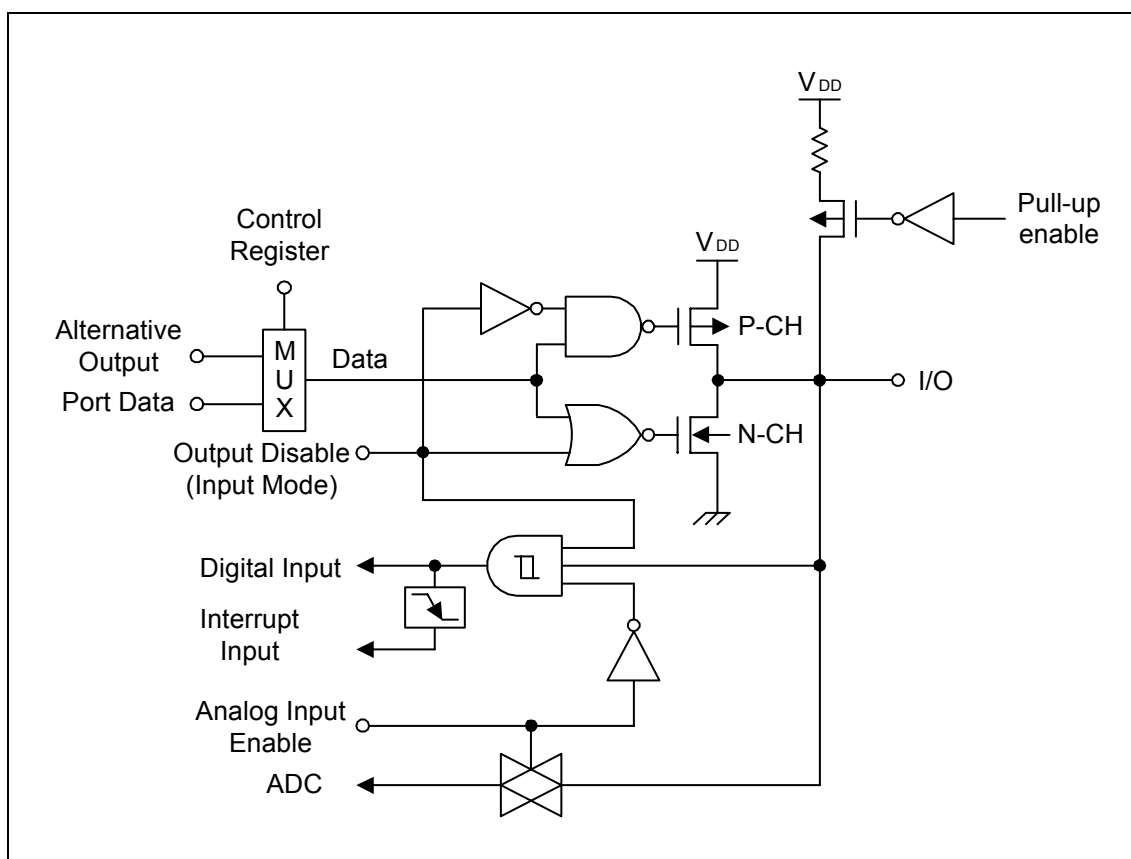 VDD
Pull-up
enable
Control
Register
VDD
Alternative
Output
M
U
X
Data
P-CH
Port Data
I/O
N-CH
Output Disable
(Input Mode)
Digital Input
Interrupt
Input
Analog Input
Enable
ADC